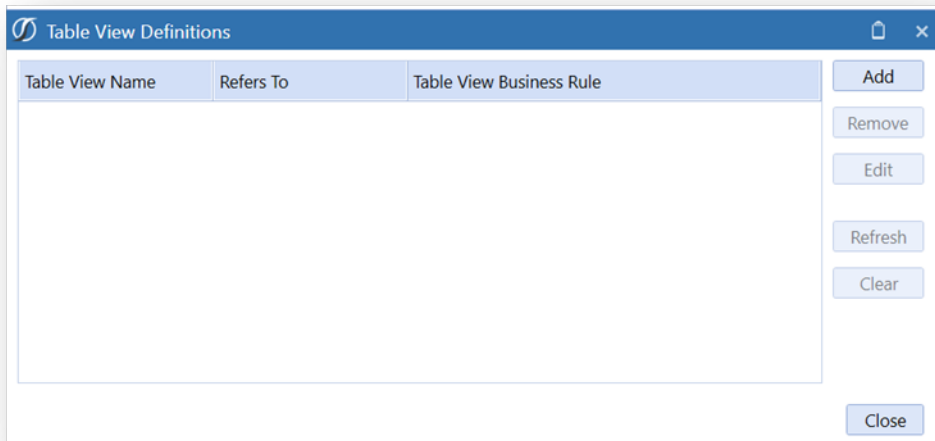 Table View Definitions
Table View Name Refers To Table View Business Rule
Add
Remove
Edit
Refresh
Clear
Close